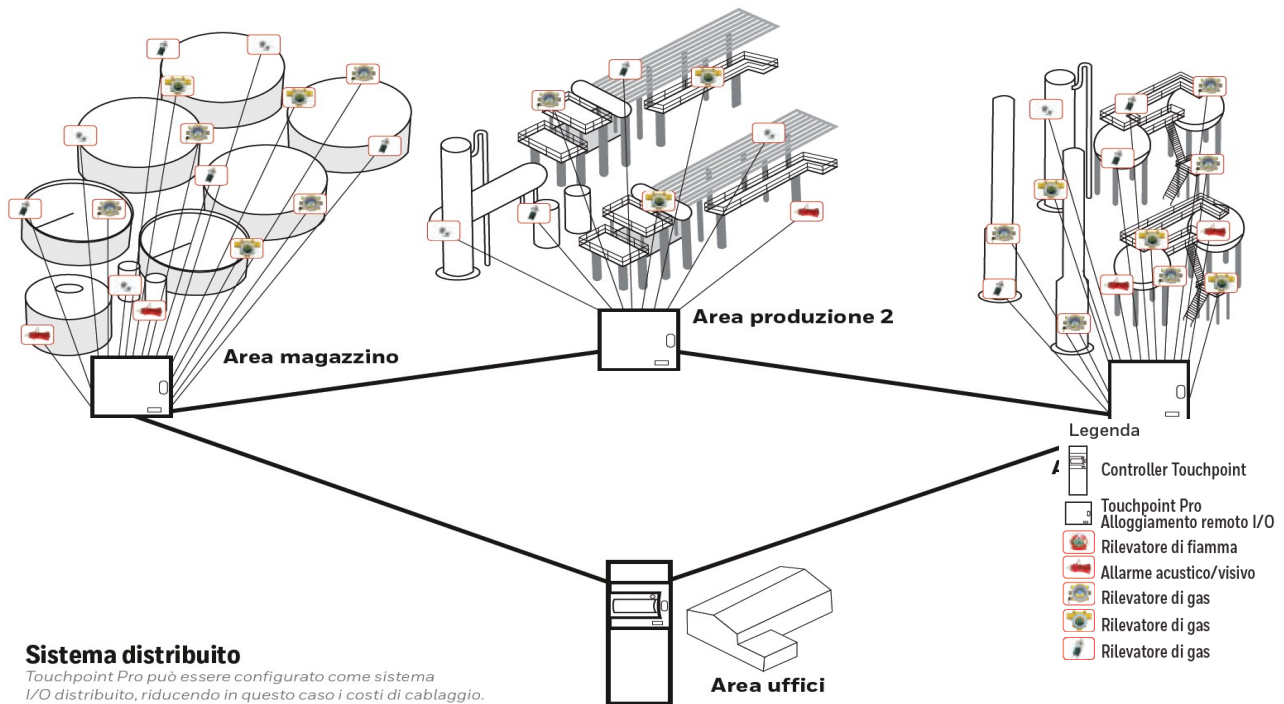 Area produzione 2
Area magazzino
Legenda
Controller Touchpoint
Touchpoint Pro
Alloggiamento remoto I/O
Rilevatore di fiamma
Allarme acustico/visivo
Rilevatore di gas
Rilevatore di gas
Rilevatore di gas
Sistema distribuito
Touchpoint Pro può essere configurato come sistema
I/O distribuito, riducendo in questo caso i costi di cablaggio.
Area uffici